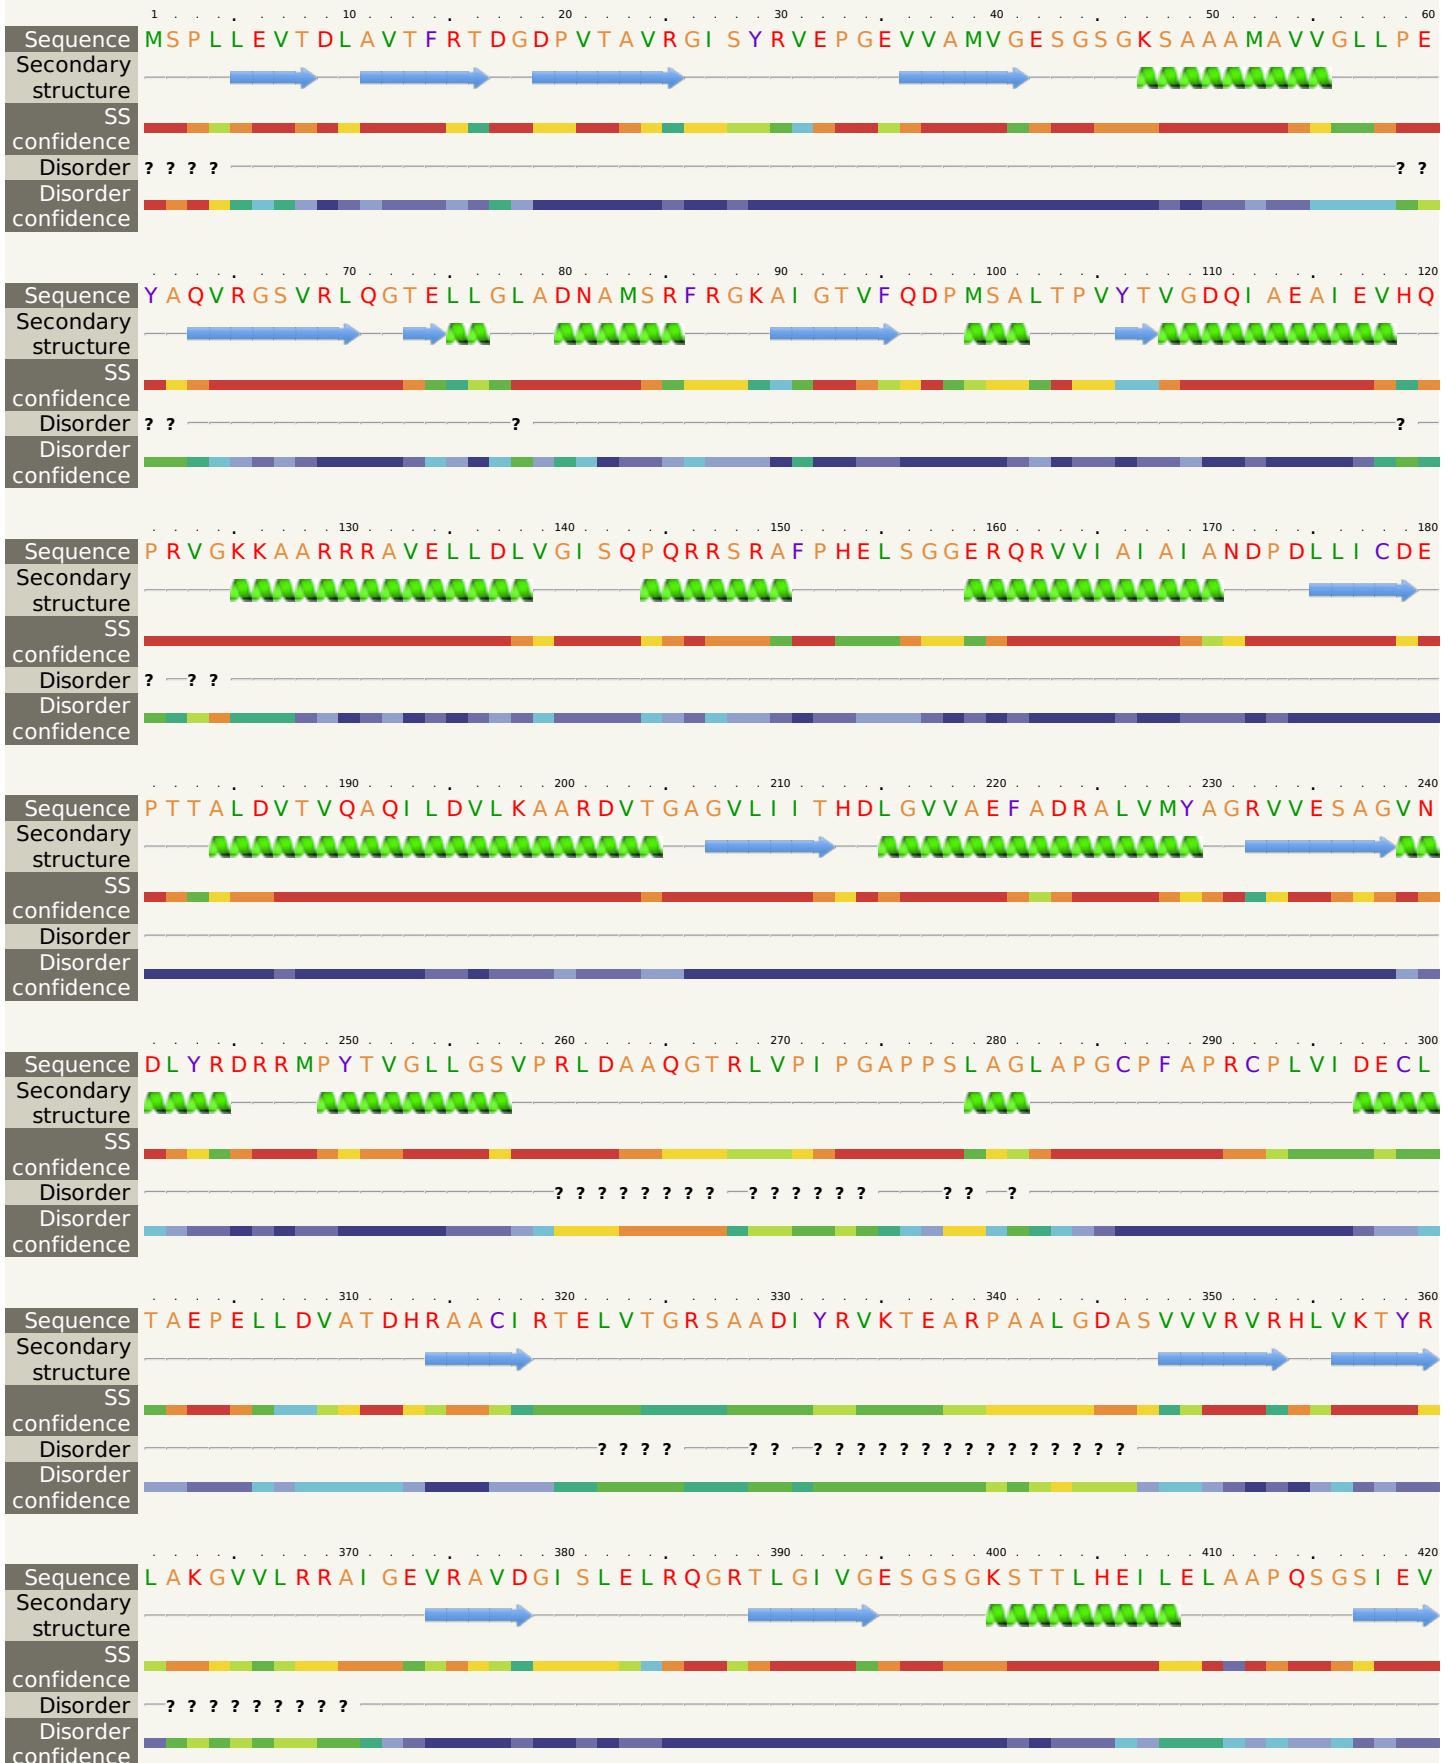 1 10 20 30 40 50 60
Sequence MSPLLEVTDLAVTFRTDGDPVTAVRGISYRVEPGEVVAMVGESGSGKSAAAMAVVGLLPE
Secondary
structure
SS
confidence
Disorder ? ? ? ? ? ?
Disorder
confidence
70 80 90 100 110 120
Sequence YAQVRGSVRLQGTELLGLADNAMSRFRGKAIGTVFQDPMSALTPVYTVGDQIAEAIEVHQ
Secondary
structure
SS
confidence
Disorder ? ? ? ?
Disorder
confidence
130 140 150 160 170 180
Sequence PRVGKKAARRRAVELLDLVGISQPQRRSRAFPHELSGGERQRVVIAIAIANDPDLLICDE
Secondary
structure
SS
confidence
Disorder ? ? ?
Disorder
confidence
190 200 210 220 230 240
Sequence PTTALDVTVQAQILDVLKAARDVTGAGVLIITHDLGVVAEFADRALVMYAGRVVESAGVN
Secondary
structure
SS
confidence
Disorder
Disorder
confidence
250 260 270 280 290 300
Sequence DLYRDRRMPYTVGLLGSVPRLDAAQGTRLVPIPGAPPSLAGLAPGCPFAPRCPLVIDECL
Secondary
structure
SS
confidence
Disorder ? ? ? ? ? ? ? ? ? ? ? ? ? ? ? ? ?
Disorder
confidence
310 320 330 340 350 360
Sequence TAEPELLDVATDHRAACIRTELVTGRSAADIYRVKTEARPAALGDASVVVRVRHLVKTYR
Secondary
structure
SS
confidence
Disorder ? ? ? ? ? ? ? ? ? ? ? ? ? ? ? ? ? ? ? ? ?
Disorder
confidence
370 380 390 400 410 420
Sequence LAKGVVLRRAIGEVRAVDGISLELRQGRTLGIVGESGSGKSTTLHEILELAAPQSGSIEV
Secondary
structure
SS
confidence
Disorder ? ? ? ? ? ? ? ? ?
Disorder
confidence